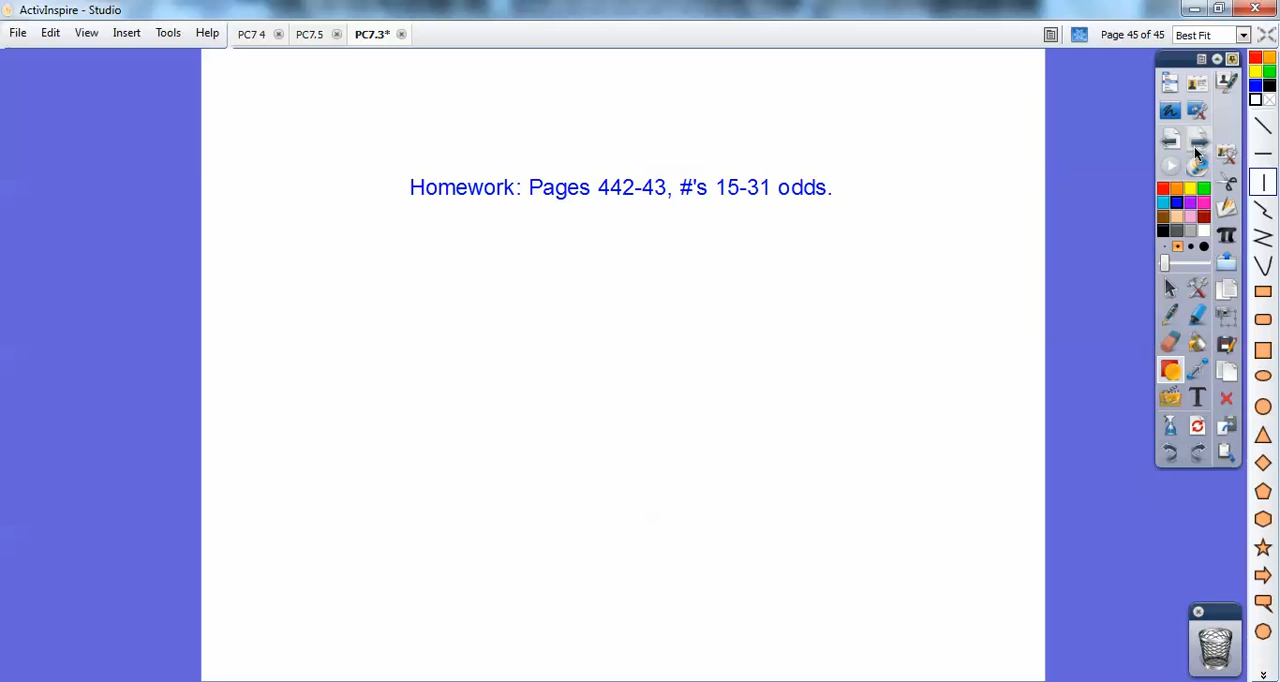 ActivInspire - Studio
File Edit View Insert Tools Help PC7 4 PC7.5 PC7.3* Page 45 of 45 Best Fit
Homework: Pages 442-43, #'s 15-31 odds.